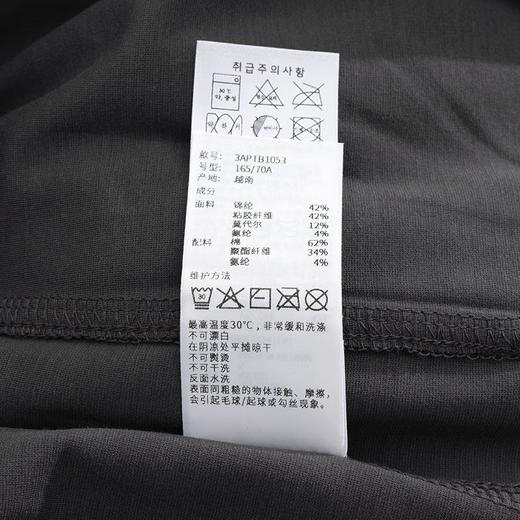 취급주의사항
30℃
약, 중성
款号: 3APTB1053
号型: 165/70A
产地: 越南
成分
面料 锦纶 42%
粘胶纤维 42%
莫代尔 12%
氨纶 4%
配料 棉 62%
聚酯纤维 34%
氨纶 4%
维护方法
30
最高温度30℃，非常缓和洗涤
不可漂白
在阴凉处平摊晾干
不可熨烫
不可干洗
反面水洗
表面同粗糙的物体接触、摩擦，
会引起毛球/起球或勾丝现象。